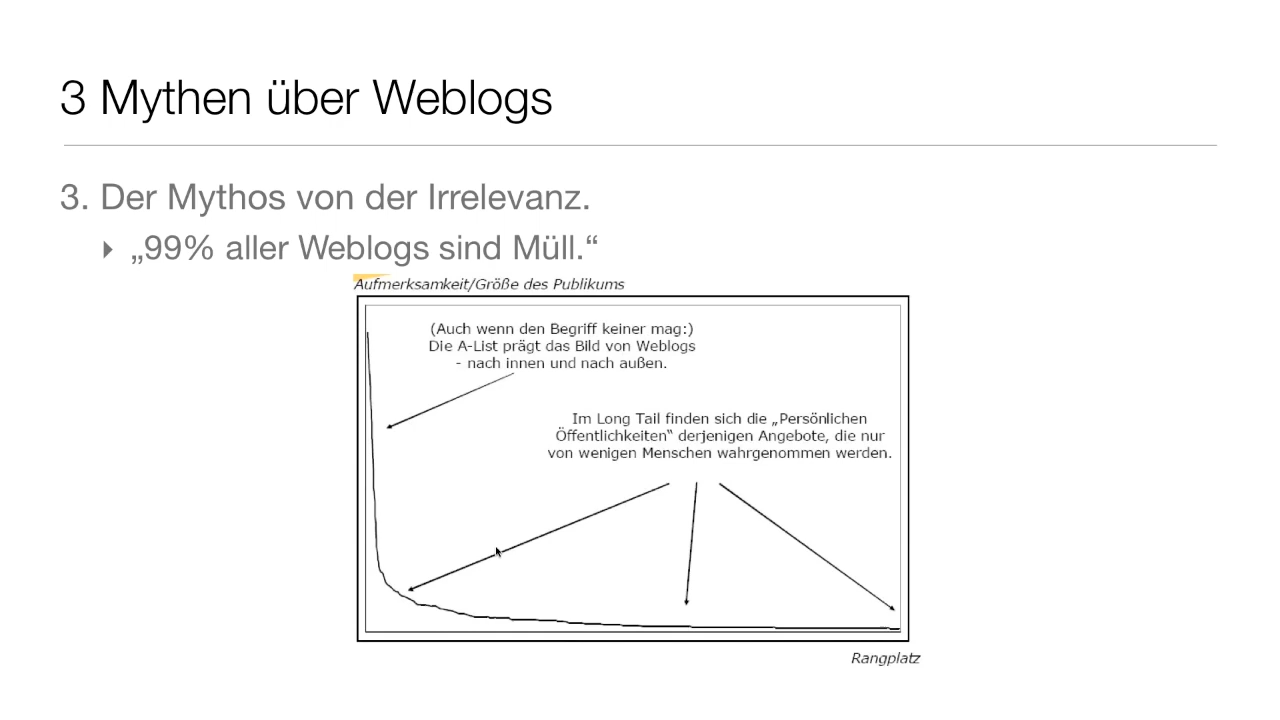 3 Mythen über Weblogs
3. Der Mythos von der Irrelevanz.
‣ „99% aller Weblogs sind Müll.“
Aufmerksamkeit/Größe des Publikums
(Auch wenn den Begriff keiner mag:)
Die A-List prägt das Bild von Weblogs
- nach innen und nach außen.
Im Long Tail finden sich die „Persönlichen
Öffentlichkeiten“ derjenigen Angebote, die nur
von wenigen Menschen wahrgenommen werden.
Rangplatz